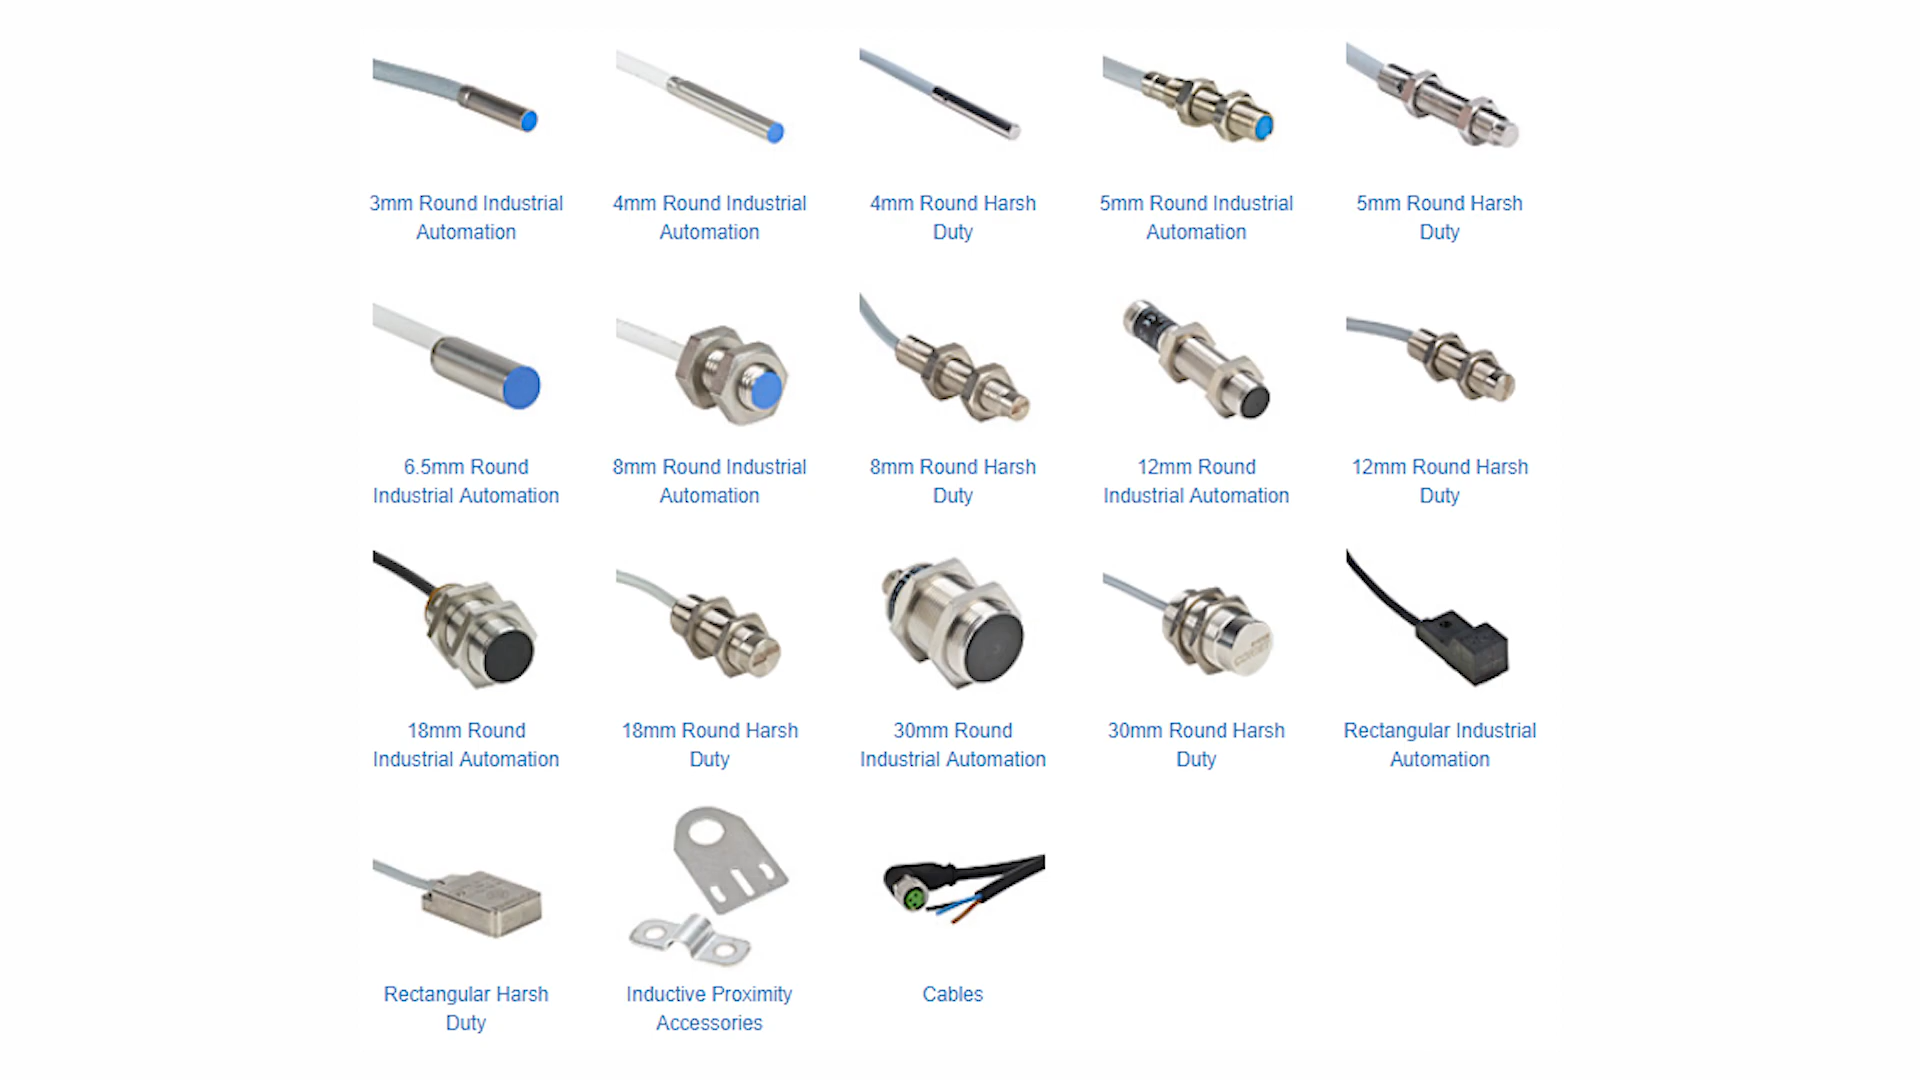 3mm Round Industrial
Automation
4mm Round Industrial
Automation
4mm Round Harsh
Duty
5mm Round Industrial
Automation
5mm Round Harsh
Duty
6.5mm Round
Industrial Automation
8mm Round Industrial
Automation
8mm Round Harsh
Duty
12mm Round
Industrial Automation
12mm Round Harsh
Duty
18mm Round
Industrial Automation
18mm Round Harsh
Duty
30mm Round
Industrial Automation
30mm Round Harsh
Duty
Rectangular Industrial
Automation
Rectangular Harsh
Duty
Inductive Proximity
Accessories
Cables